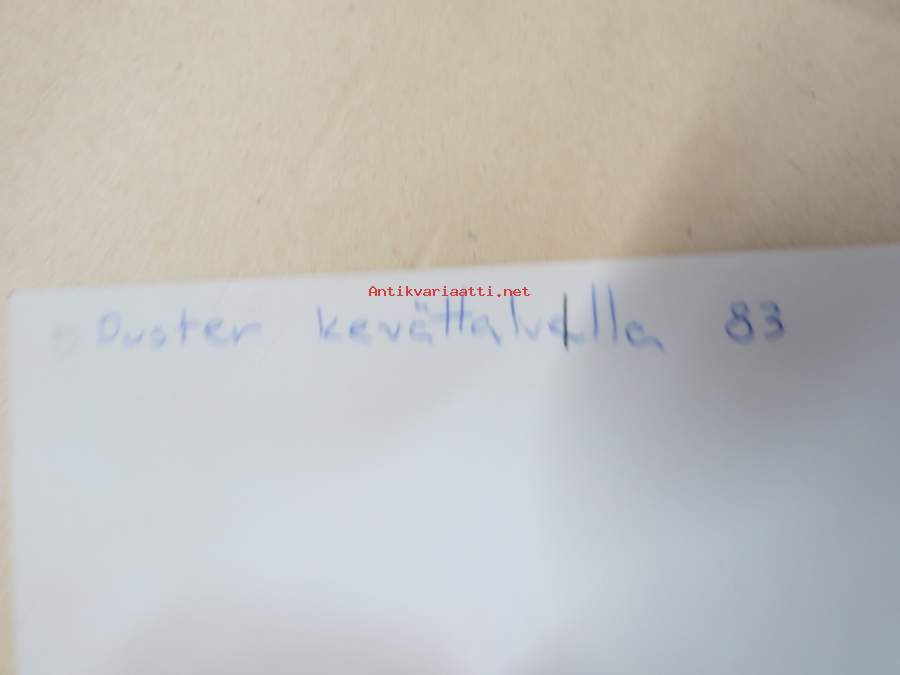 Antikvariaatti.net
Duster kevättalvella 83